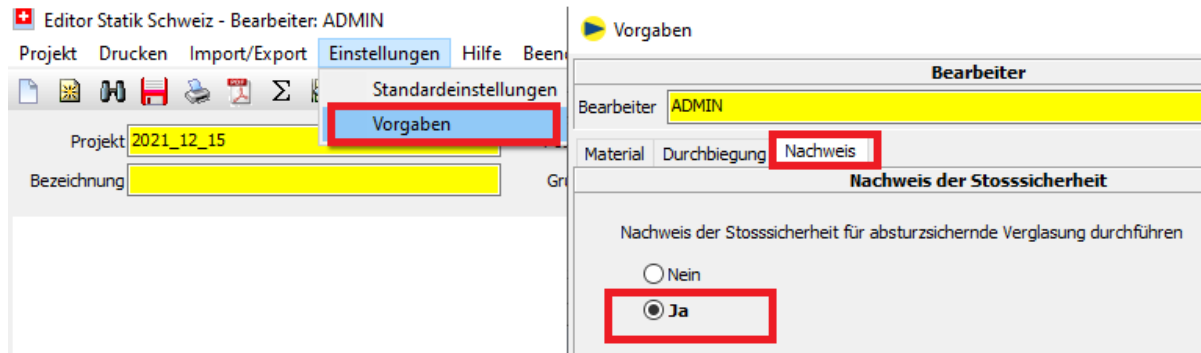 Editor Statik Schweiz - Bearbeiter: ADMIN
Projekt Drucken Import/Export Einstellungen Hilfe
Standardeinstellungen
Vorgaben
Projekt 2021_12_15
Bezeichnung
Vorgaben
Bearbeiter
Bearbeiter ADMIN
Material Durchbiegung Nachweis
Nachweis der Stosssicherheit
Nachweis der Stosssicherheit für absturzsichernde Verglasung durchführen
Nein
Ja